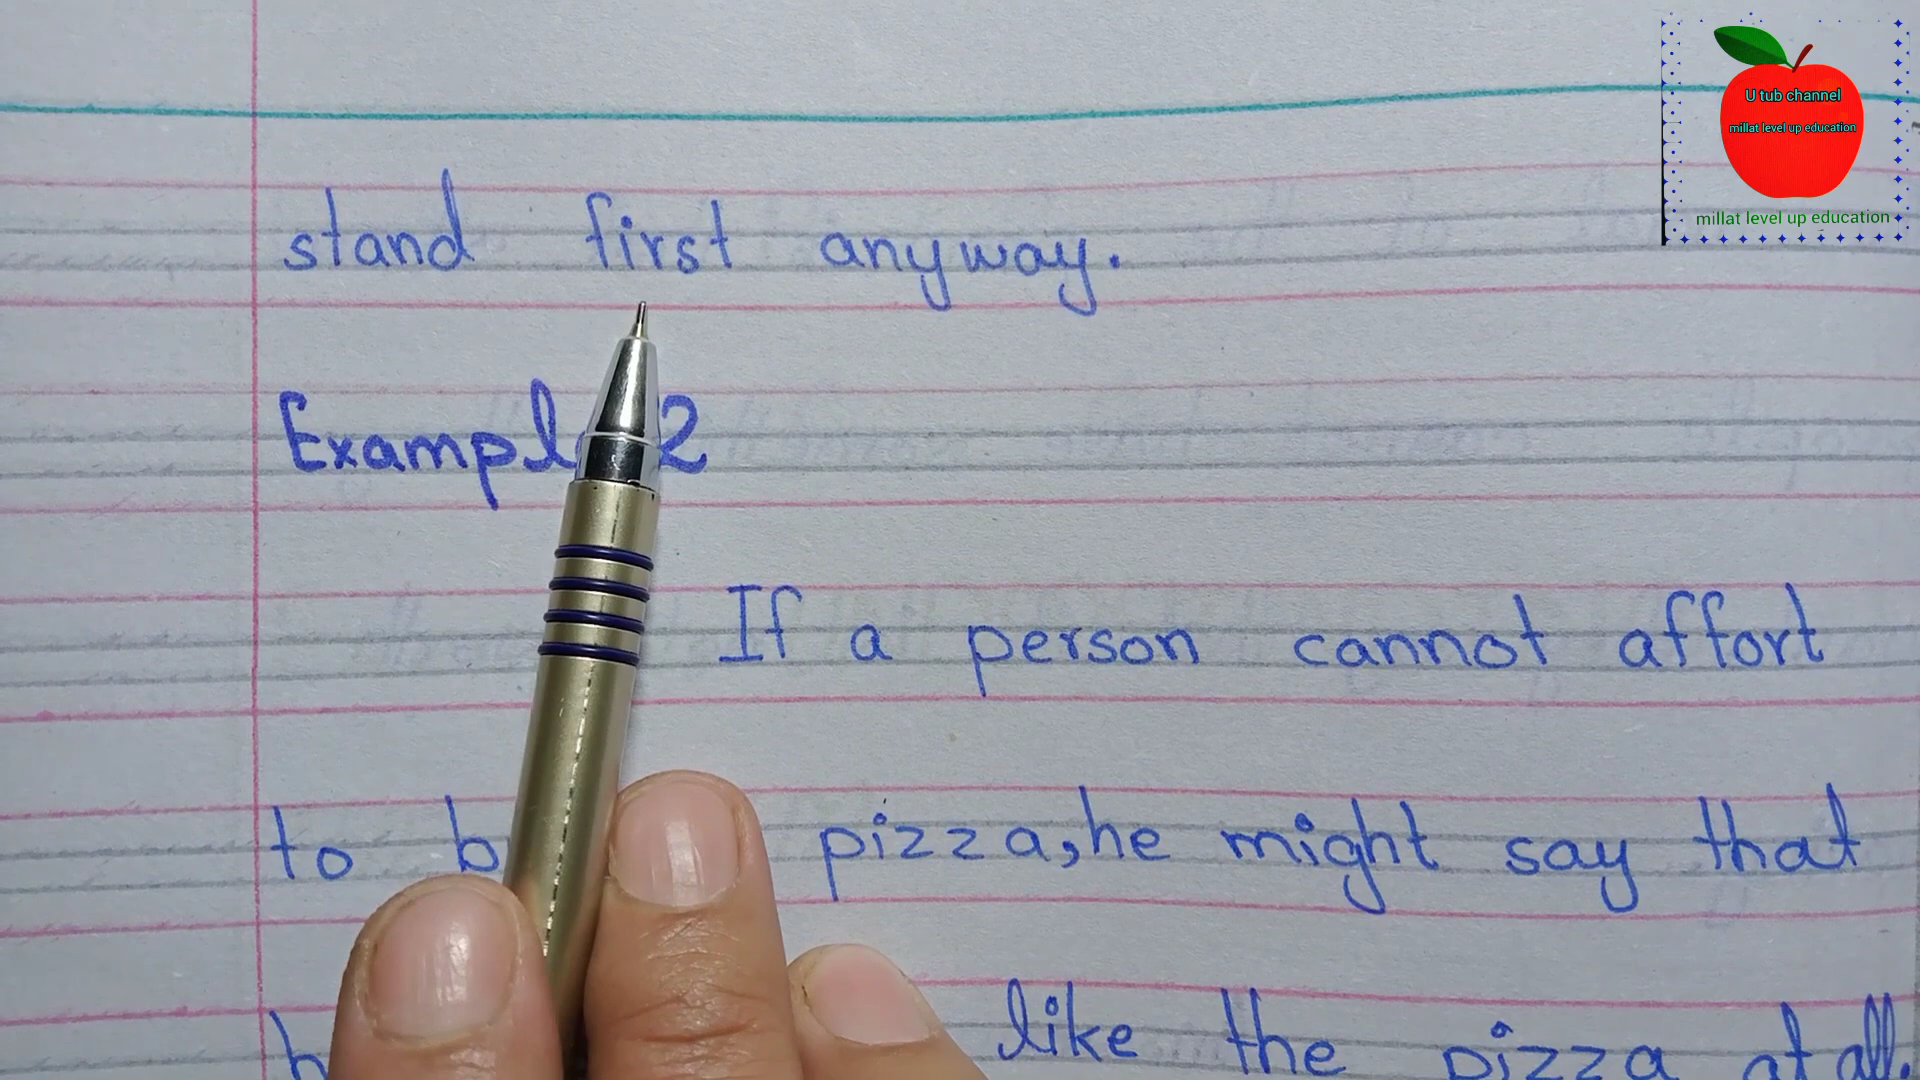 U tub channel
millat level up education
millat level up education
stand first anyway.
Example 2
If a person cannot affort
to pizza,he might say that
like the pizza at all.